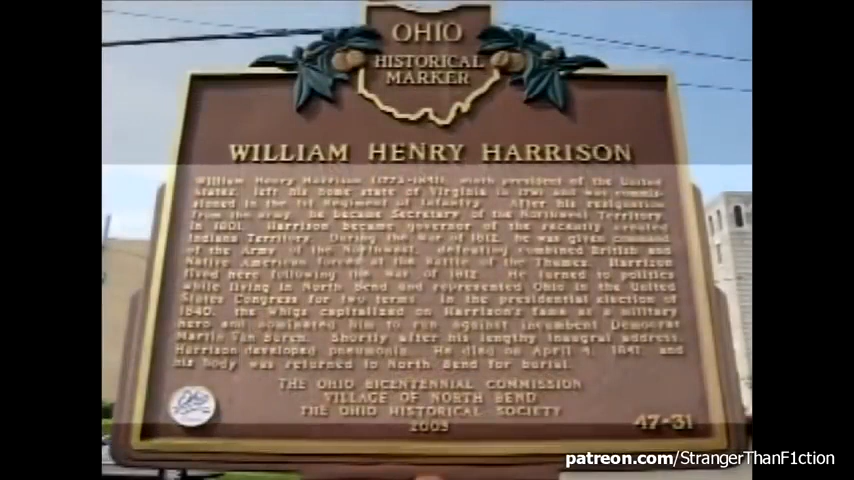 OHIO
HISTORICAL
MARKER
WILLIAM HENRY HARRISON
William Henry Harrison (1773-1841), ninth president of the United
States, left his home state of Virginia in and was commis-
sioned in the 1st Regiment of Infantry. After his resignation
from the army, he became Secretary of the Northwest Territory.
In 1801, Harrison became governor of the recently created
Indiana Territory. During the War of 1812, he was given command
of the Army of the Northwest, defeating combined British and
Native American forces at the Battle of the Thames. Harrison
lived here following the War of 1812. He turned to politics
while living in North Bend and represented Ohio in the United
States Congress for two terms. In the presidential election of
1840, the Whigs capitalized on Harrison's fame as a military
hero and nominated him to run against incumbent Democrat
Martin Van Buren. Shortly after his lengthy inaugural address,
Harrison developed pneumonia. He died on April 4, 1841, and
his body was returned to North Bend for burial.
THE OHIO BICENTENNIAL COMMISSION
VILLAGE OF NORTH BEND
THE OHIO HISTORICAL SOCIETY
2003
47-31
Ohio
patreon.com/StrangerThanF1ction